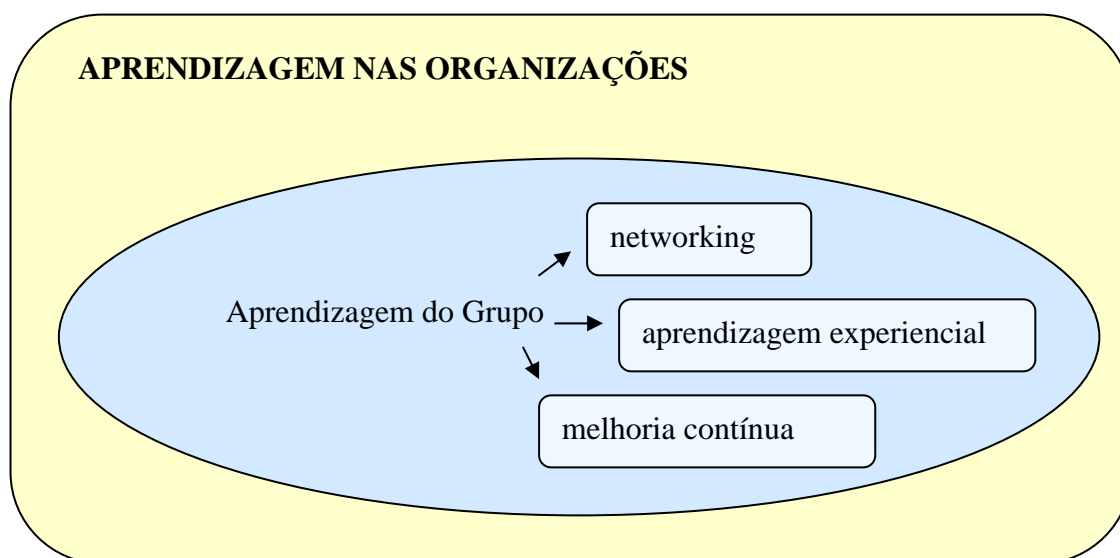 APRENDIZAGEM NAS ORGANIZAÇÕES
networking
Aprendizagem do Grupo
aprendizagem experiencial
melhoria contínua